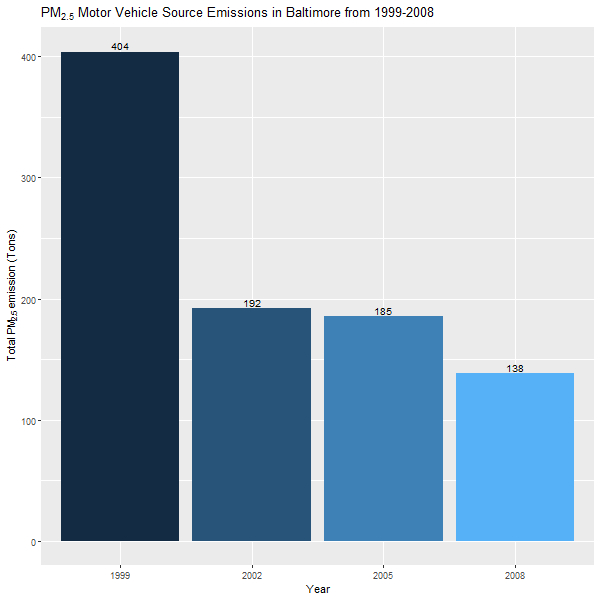 PM2.5 Motor Vehicle Source Emissions in Baltimore from 1999-2008
404
400
300
Total PM2.5 emission (Tons)
200
192
185
138
100
0
1999 2002 2005 2008
Year